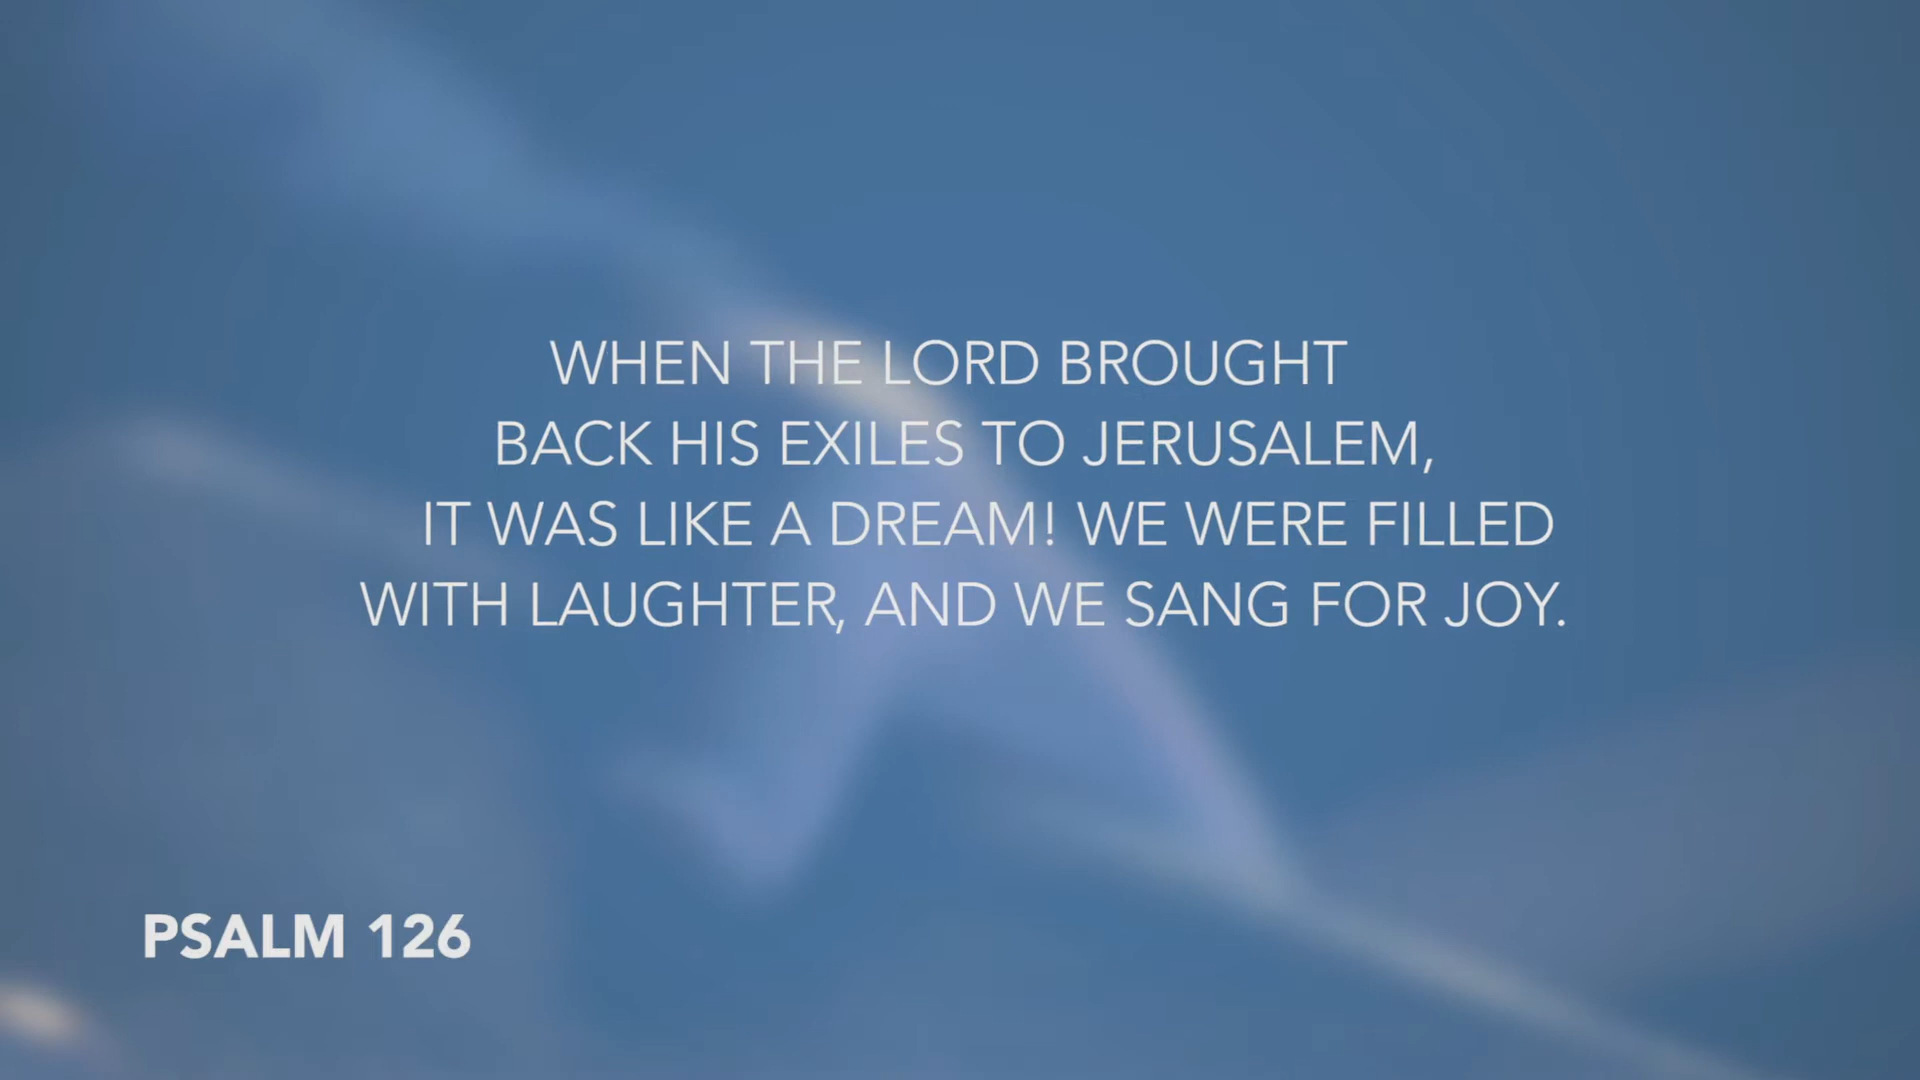 WHEN THE LORD BROUGHT
BACK HIS EXILES TO JERUSALEM,
IT WAS LIKE A DREAM! WE WERE FILLED
WITH LAUGHTER, AND WE SANG FOR JOY.
PSALM 126